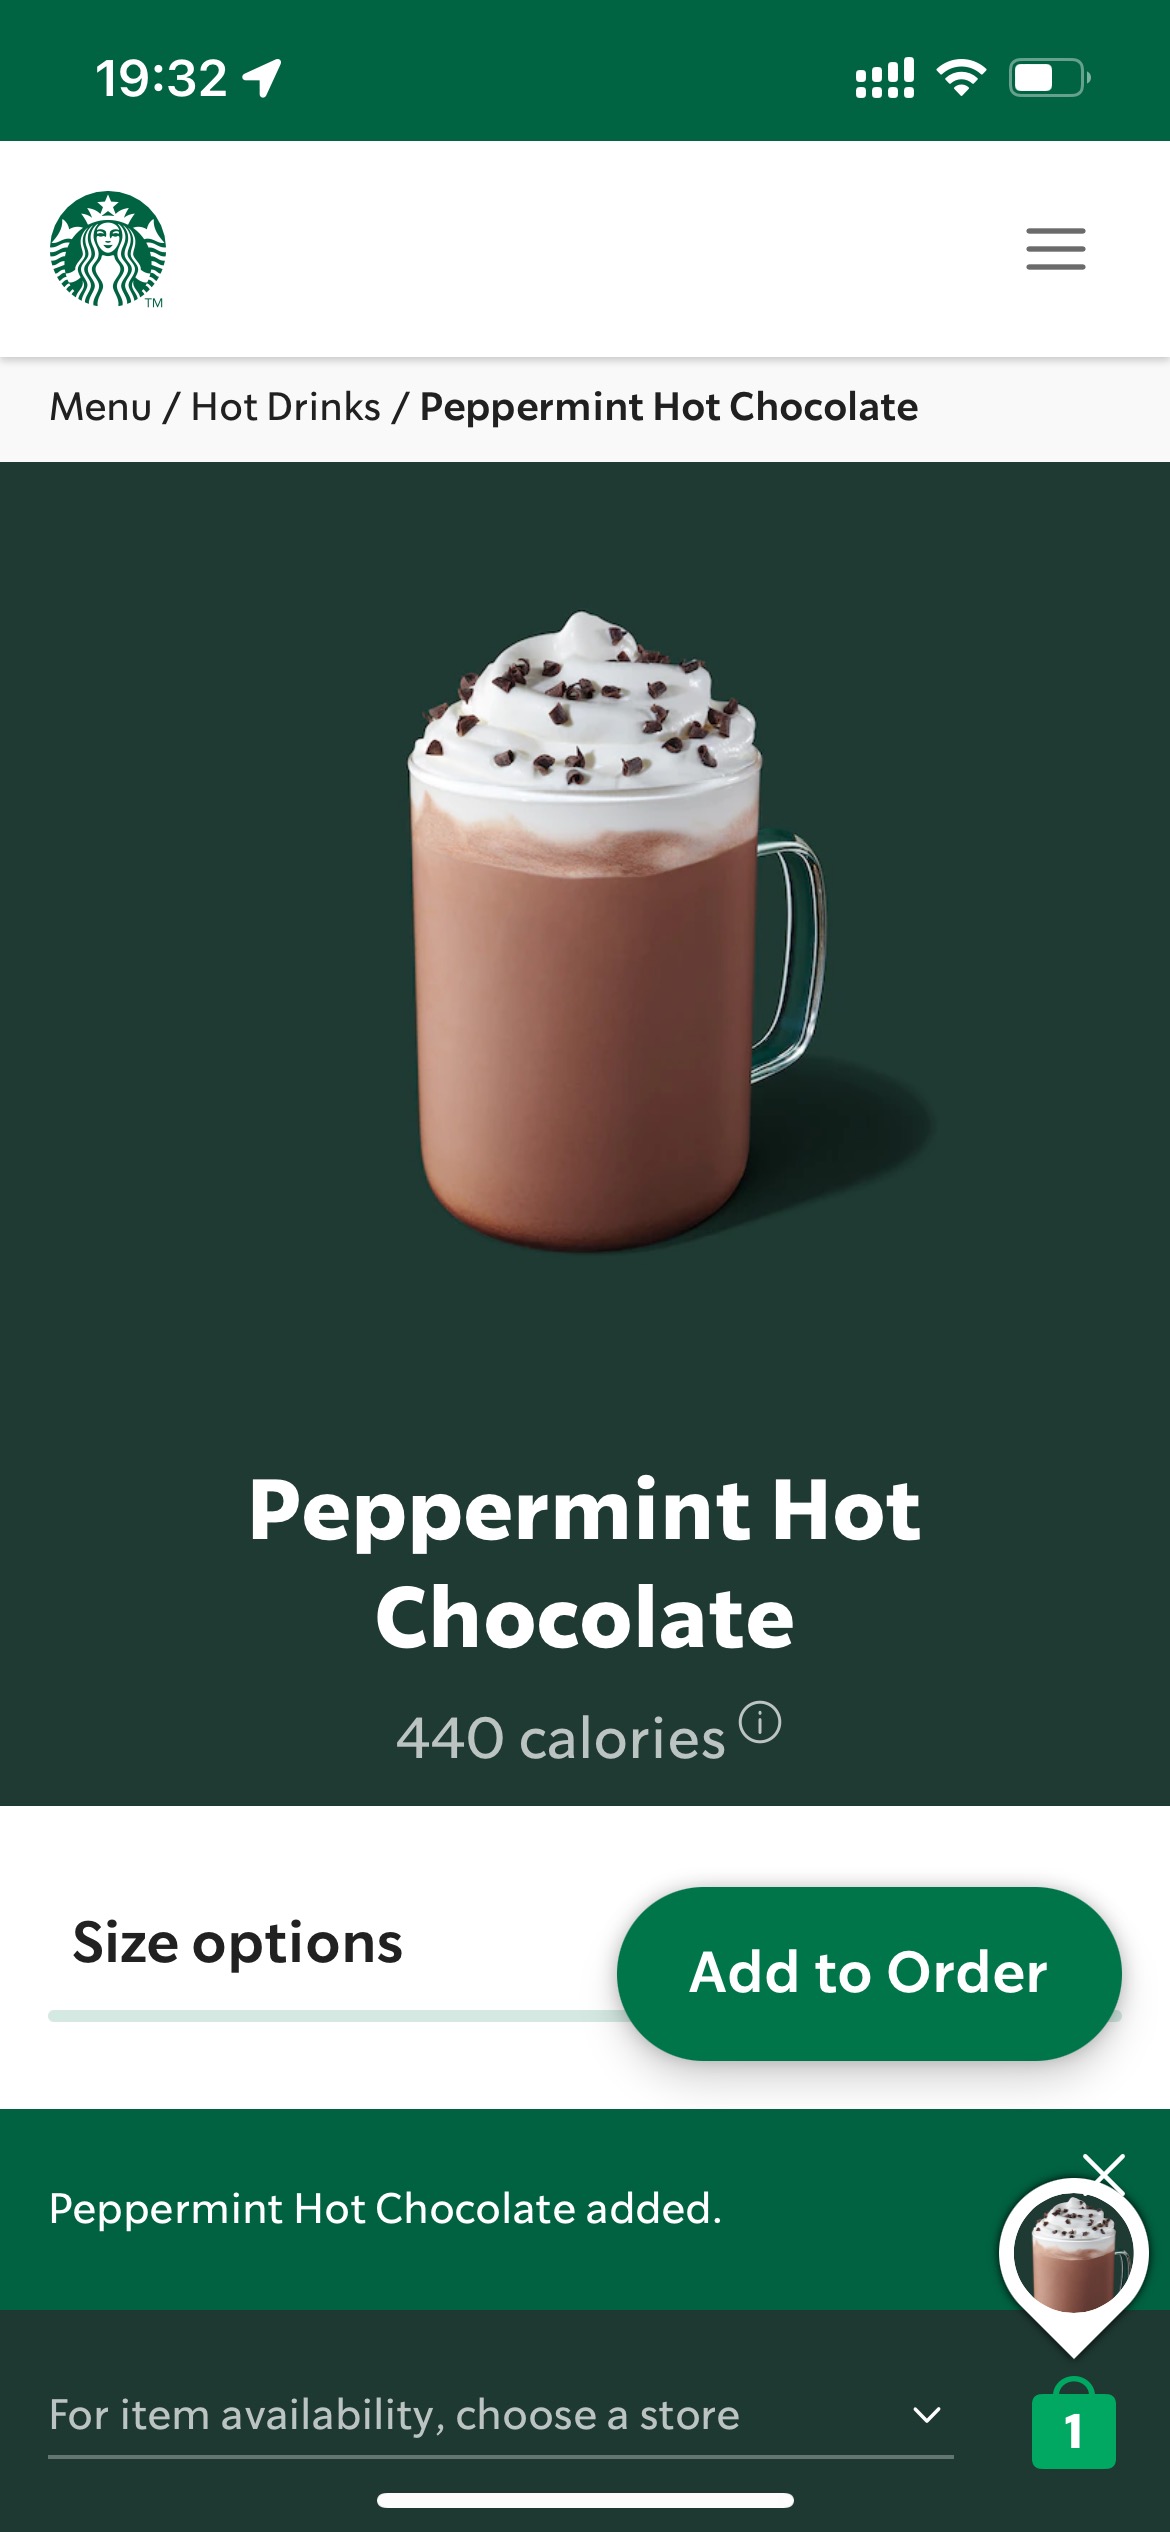 19:32
TM
Menu / Hot Drinks / Peppermint Hot Chocolate
Peppermint Hot
Chocolate
440 calories
Size options
Add to Order
Peppermint Hot Chocolate added.
For item availability, choose a store
1